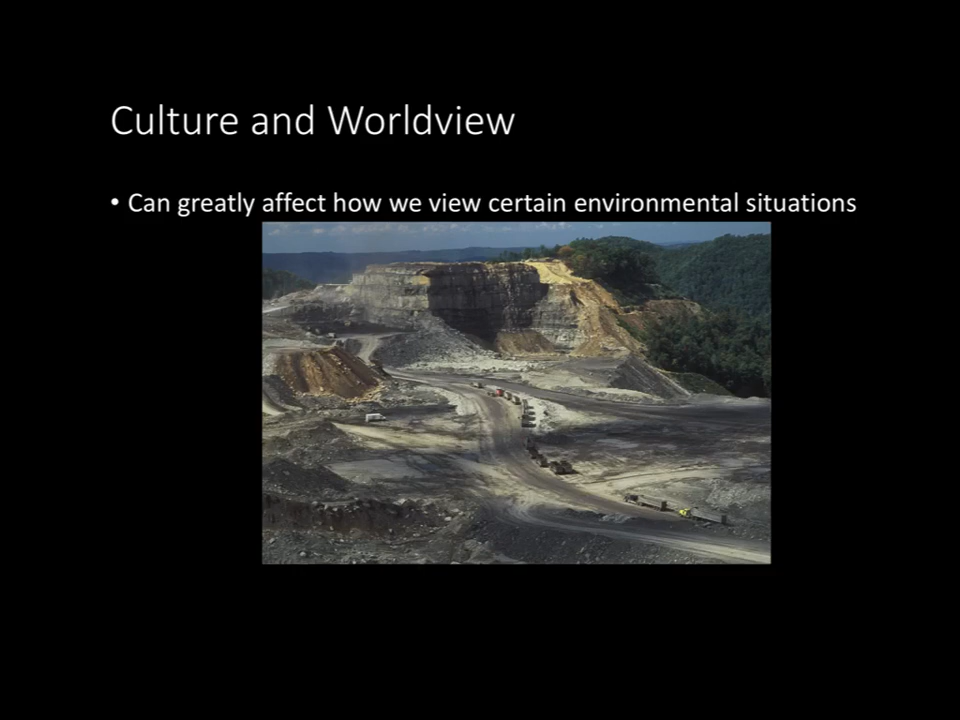 Culture and Worldview
• Can greatly affect how we view certain environmental situations